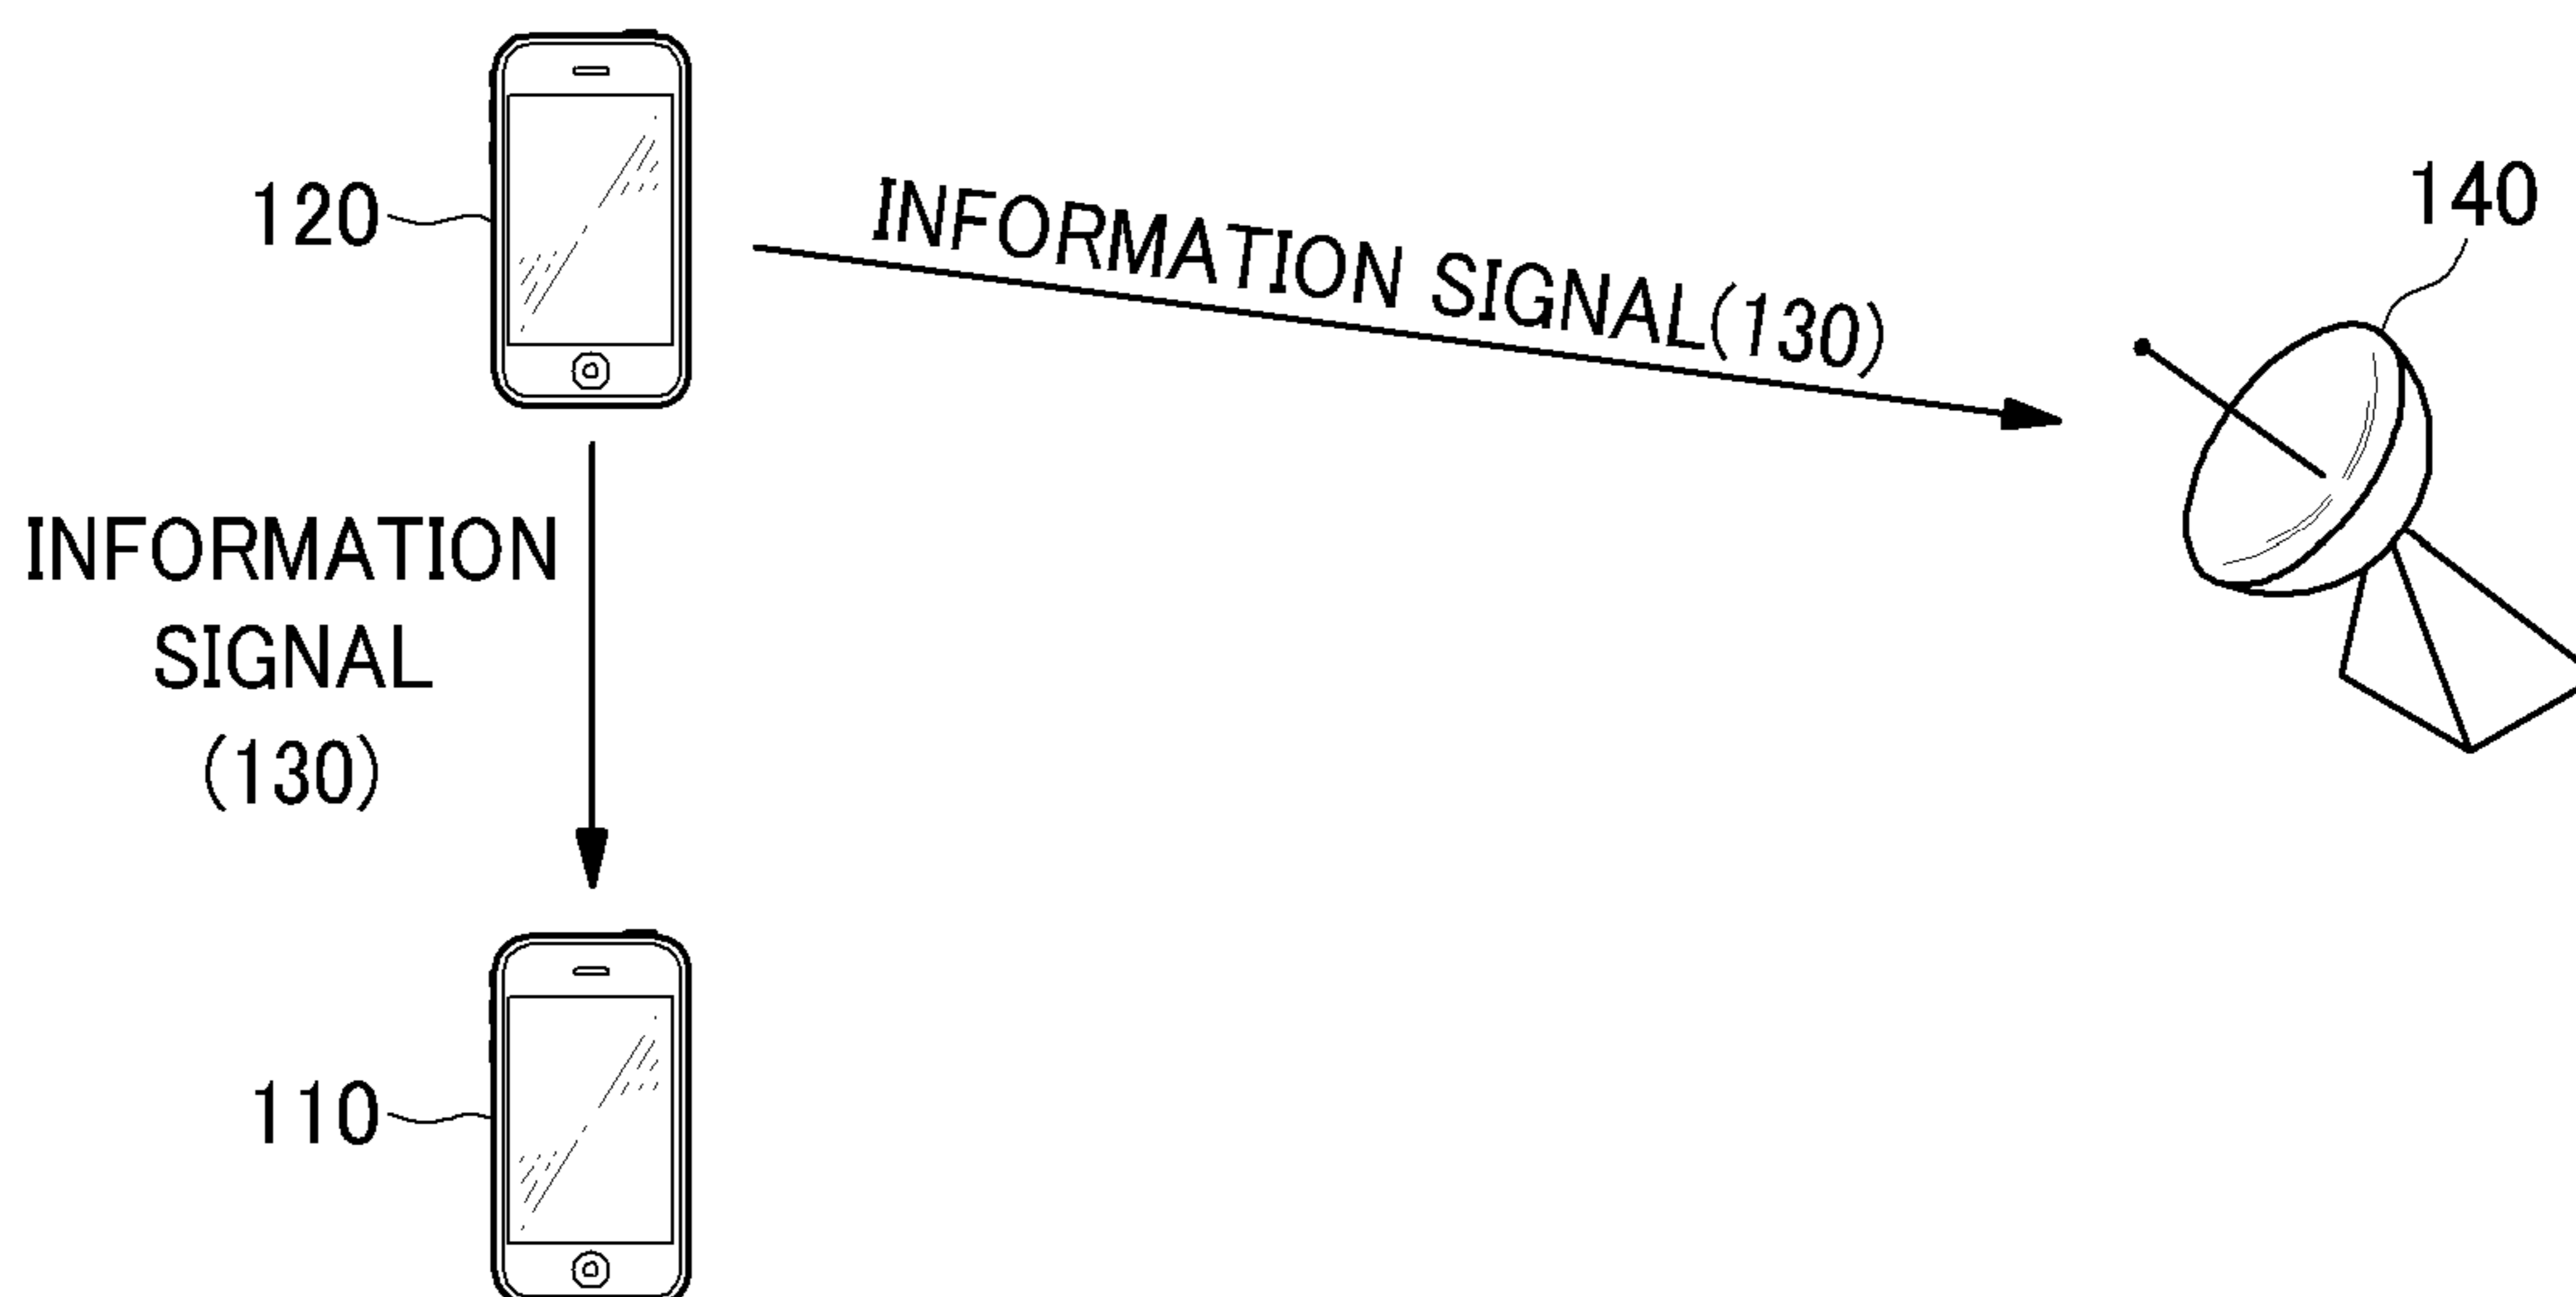 120
INFORMATION SIGNAL(130)
140
INFORMATION
SIGNAL
(130)
110